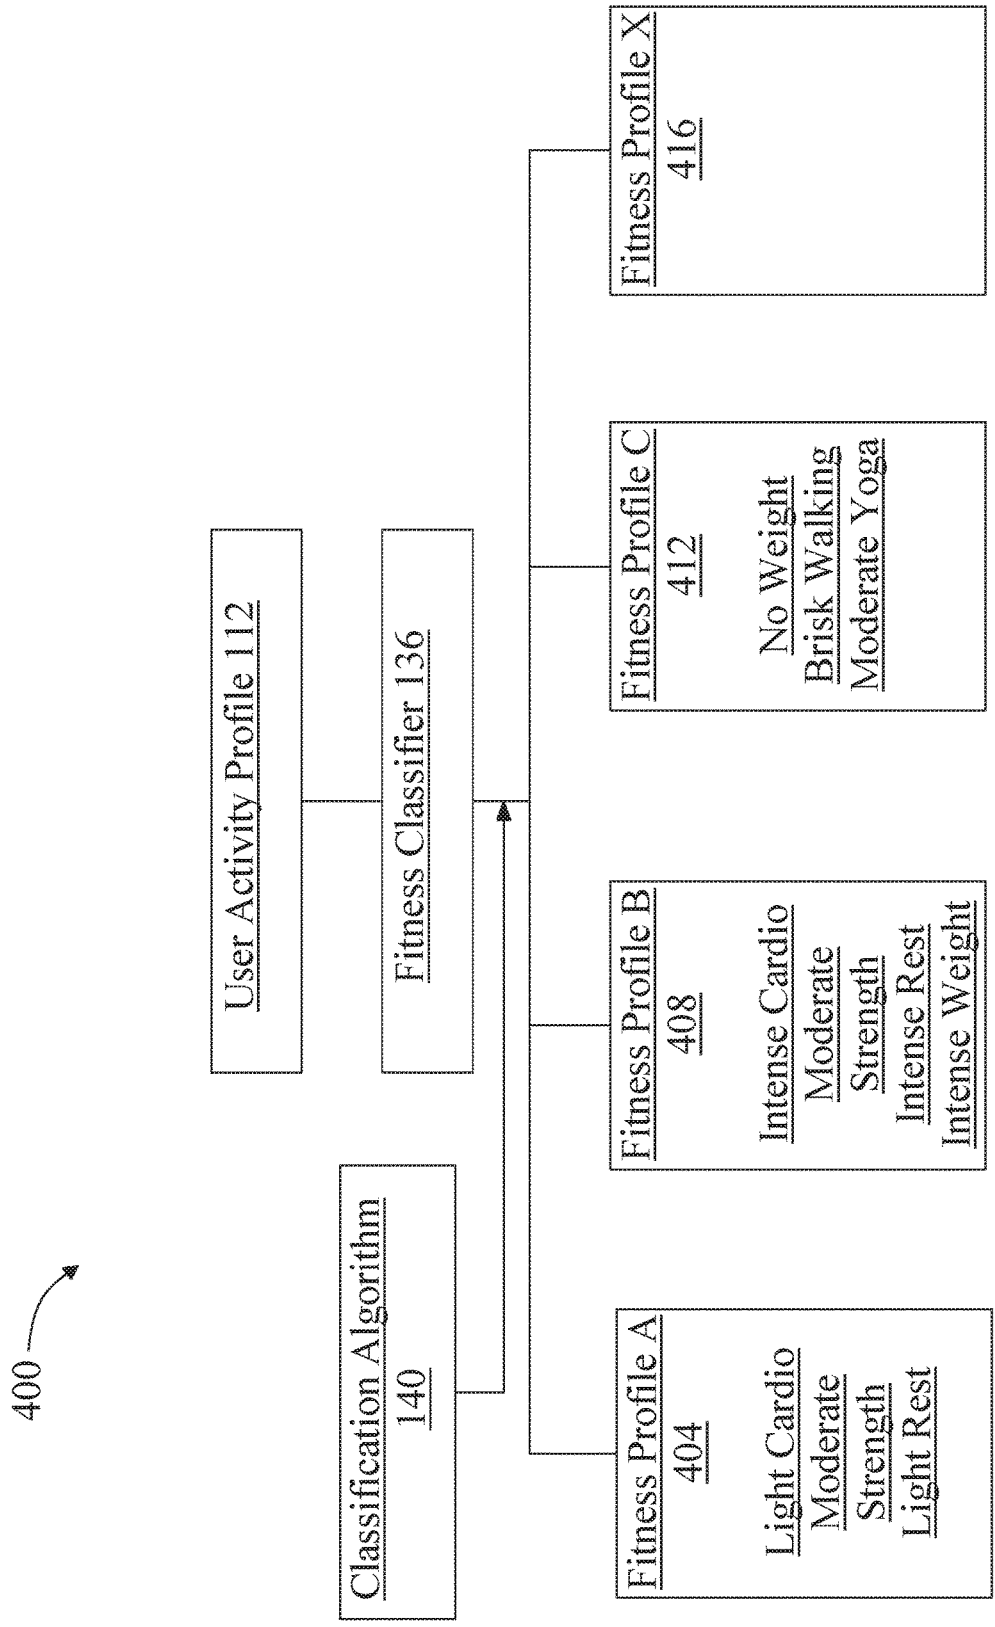 400
User Activity Profile 112
Classification Algorithm
140
Fitness Classifier 136
Fitness Profile A
404
Light Cardio
Moderate
Strength
Light Rest
Fitness Profile B
408
Intense Cardio
Moderate
Strength
Intense Rest
Intense Weight
Fitness Profile C
412
No Weight
Brisk Walking
Moderate Yoga
Fitness Profile X
416